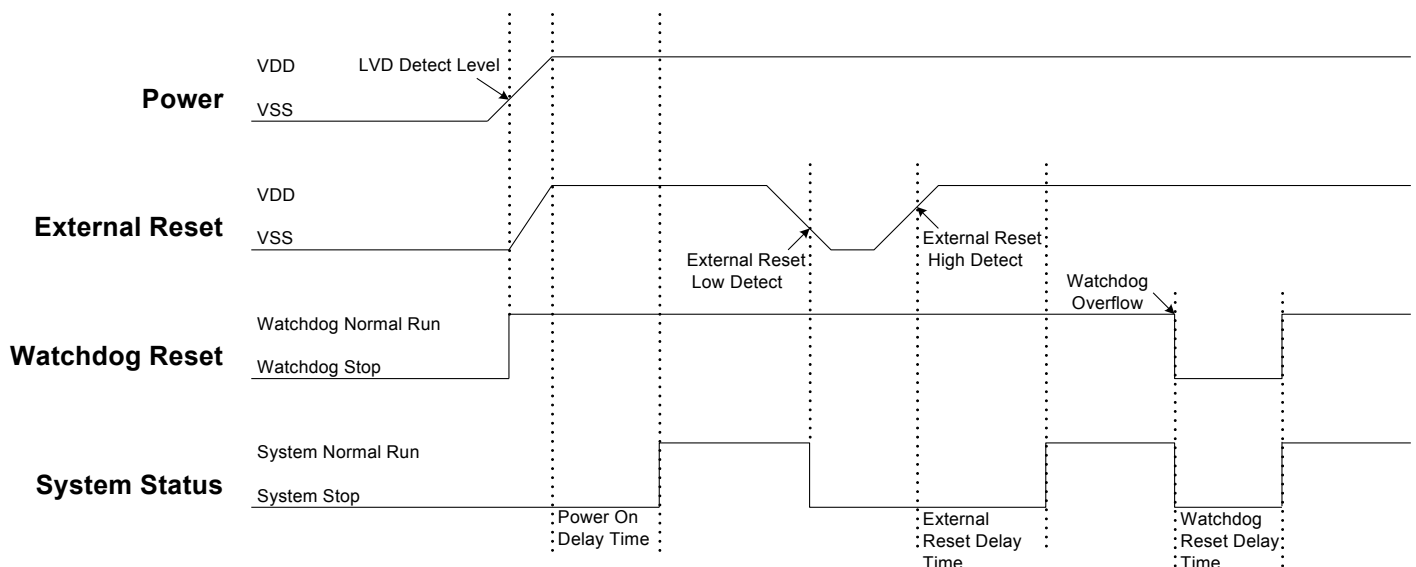 VDD
LVD Detect Level
Power
VSS
VDD
External Reset
VSS
External Reset
Low Detect
External Reset
High Detect
Watchdog
Overflow
Watchdog Normal Run
Watchdog Reset
Watchdog Stop
System Normal Run
System Status
System Stop
Power On
Delay Time
External
Reset Delay
Time
Watchdog
Reset Delay
Time